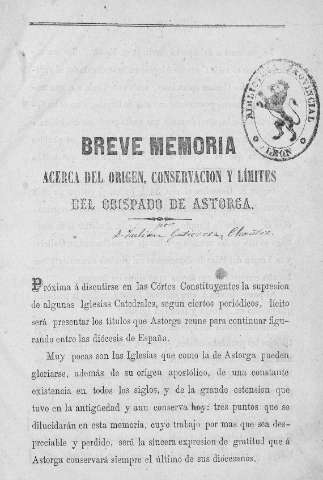 BIBLIOTECA PROVINCIAL
LEON
BREVE MEMORIA
ACERCA DEL ORIGEN, CONSERVACION Y LÍMITES
DEL OBISPADO DE ASTORGA.
por
D. Julian
Próxima á discutirse en las Córtes Constituyentes la supresion
de algunas Iglesias Catedrales, segun ciertos periódicos, lícito
será presentar los títulos que Astorga reune para continuar figu-
rando entre las diócesis de España.
Muy pocas son las Iglesias que como la de Astorga pueden
gloriarse, además de su orígen apostólico, de una constante
existencia en todos los siglos, y de la grande estension que
tuvo en la antigüedad y aun conserva hoy: tres puntos que se
dilucidarán en esta memoria, cuyo trabajo por mas que sea des-
preciable y perdido, será la sincera expresion de gratitud que á
Astorga conservará siempre el último de sus diocesanos.